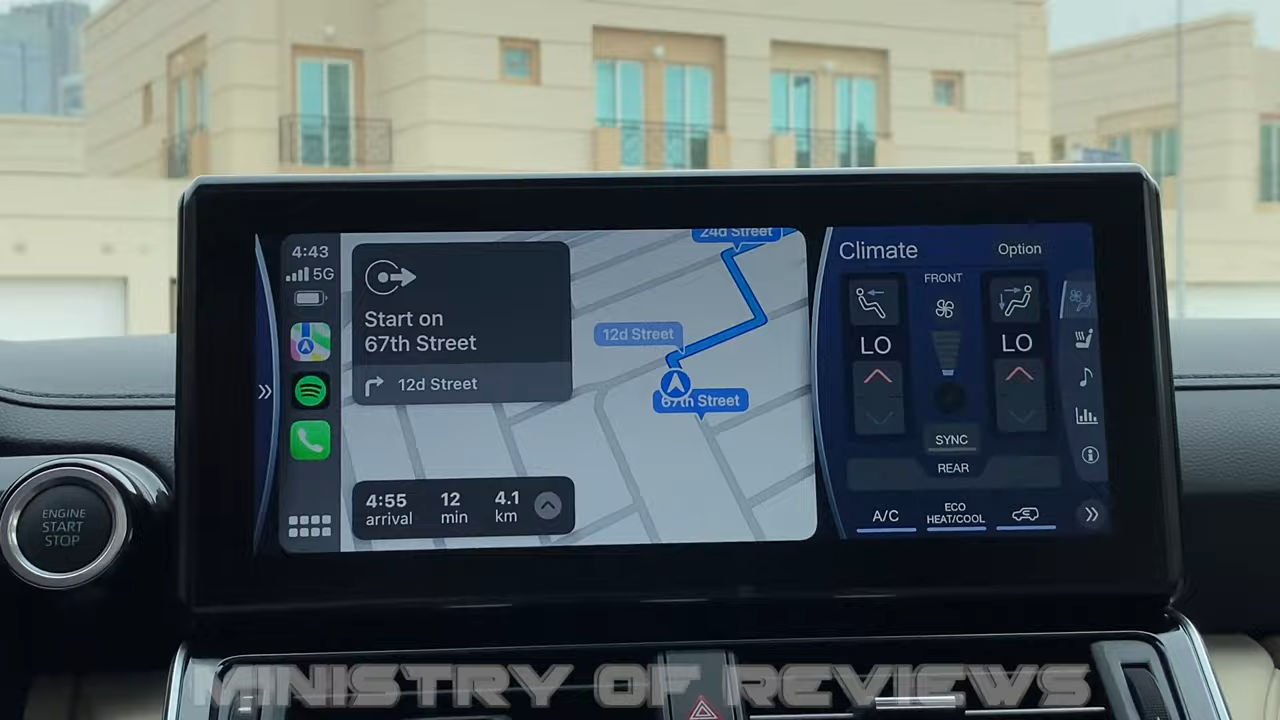 4:43
5G
Start on
67th Street
12d Street
24d Street
12d Street
67th Street
4:55
arrival
12
min
4.1
km
Climate
Option
FRONT
LO
LO
SYNC
REAR
A/C
ECO
HEAT/COOL
ENGINE
START
STOP
MINISTRY OF REVIEWS